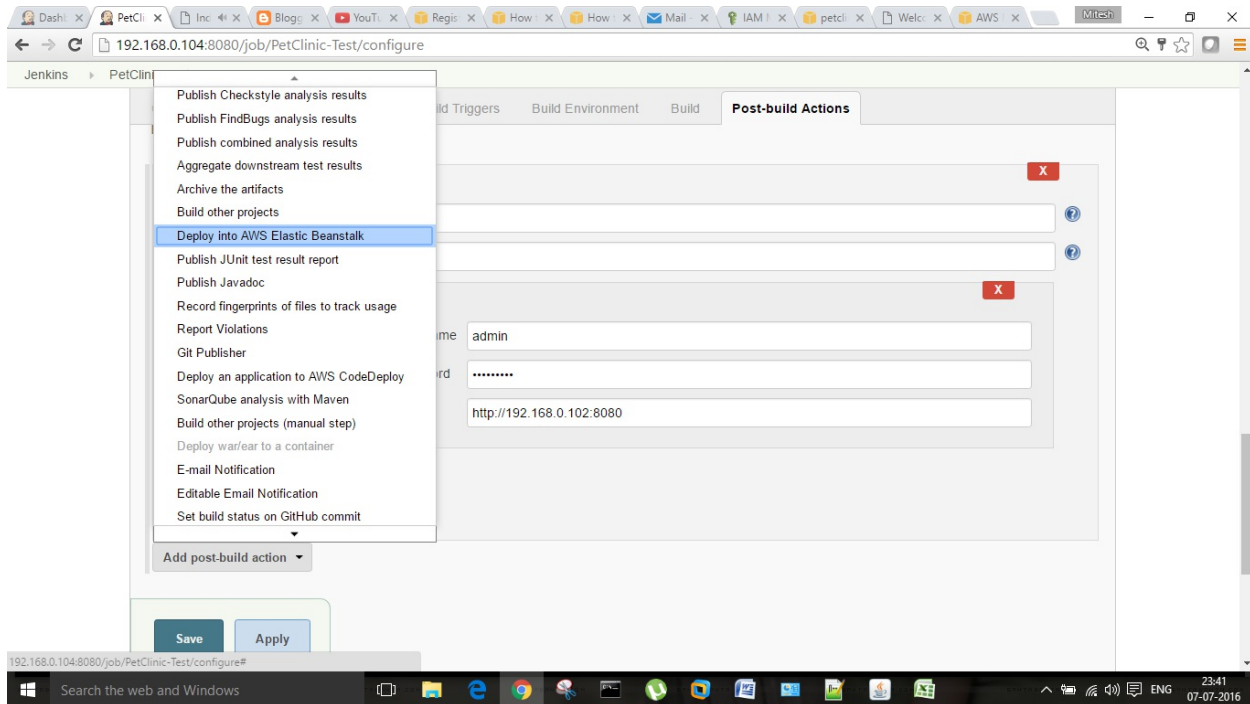 Dashl
PetCli
Inc
Blogg
YouTu
Regis
How
How
Mail -
IAM
petcli
Welco
AWS
Mitesh
192.168.0.104:8080/job/PetClinic-Test/configure
Jenkins
PetClini
ild Triggers
Build Environment
Build
Post-build Actions
Publish Checkstyle analysis results
Publish FindBugs analysis results
Publish combined analysis results
Aggregate downstream test results
Archive the artifacts
Build other projects
Deploy into AWS Elastic Beanstalk
Publish JUnit test result report
Publish Javadoc
Record fingerprints of files to track usage
Report Violations
Git Publisher
Deploy an application to AWS CodeDeploy
SonarQube analysis with Maven
Build other projects (manual step)
Deploy war/ear to a container
E-mail Notification
Editable Email Notification
Set build status on GitHub commit
X
X
ame admin
ord •••••••••
http://192.168.0.102:8080
Add post-build action
Save
Apply
192.168.0.104:8080/job/PetClinic-Test/configure#
Search the web and Windows
ENG
23:41
07-07-2016